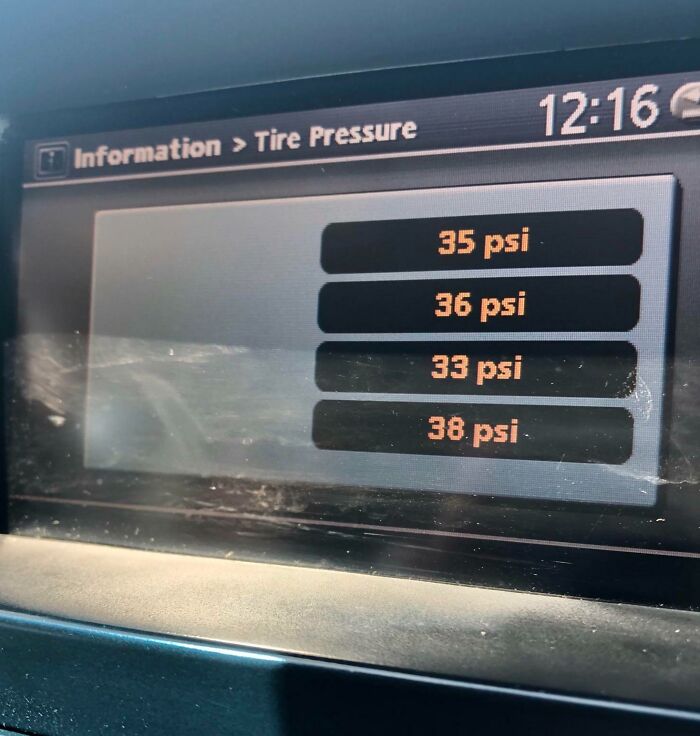 Information > Tire Pressure 12:16
35 psi
36 psi
33 psi
38 psi